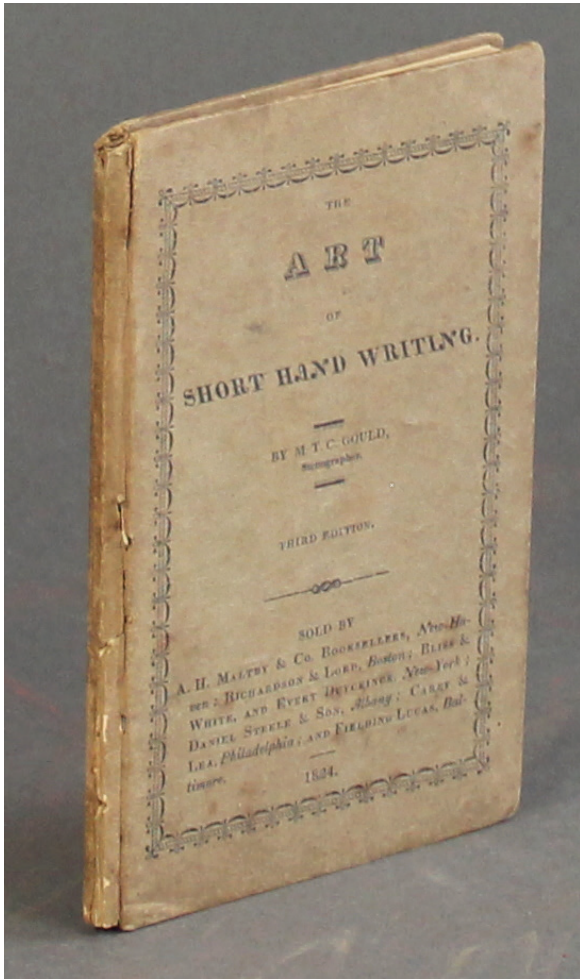 THE
ART
OF
SHORT HAND WRITING.
BY M. T. C. GOULD,
Stenographer.
THIRD EDITION.
SOLD BY
A. H. MALTBY & CO. BOOKSELLERS, New-Ha-
ven; RICHARDSON & LORD, Boston; BLISS &
WHITE, AND EVERT DUYCKINCK, New-York;
DANIEL STEELE & SON, Albany; CAREY &
LEA, Philadelphia; AND FIELDING LUCAS, Bal-
timore.
1824.